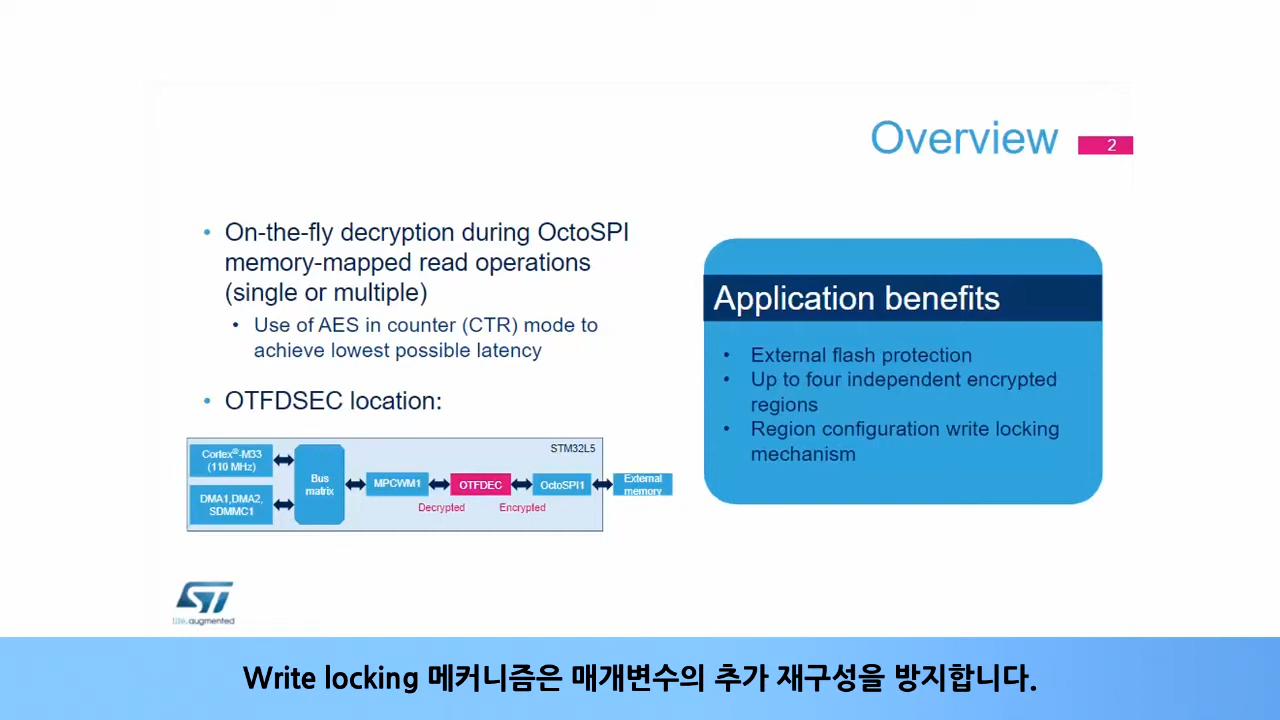 Overview
2
• On-the-fly decryption during OctoSPI
memory-mapped read operations
(single or multiple)
• Use of AES in counter (CTR) mode to
achieve lowest possible latency
• OTFDSEC location:
STM32L5
Cortex®-M33
(110 MHz)
DMA1,DMA2,
SDMMC1
Bus
matrix
MPCWM1
OTFDEC
OctoSPI1
External
memory
Decrypted
Encrypted
Application benefits
• External flash protection
• Up to four independent encrypted
regions
• Region configuration write locking
mechanism
ST
life.augmented
Write locking 메커니즘은 매개변수의 추가 재구성을 방지합니다.